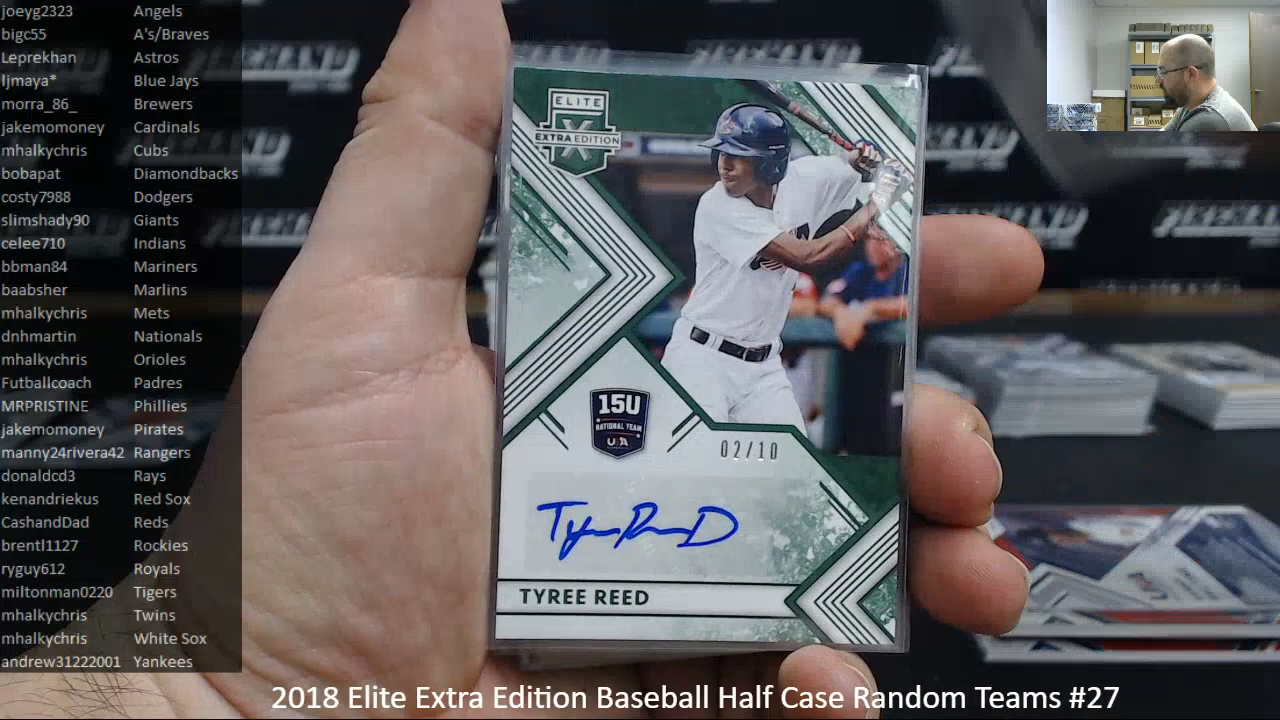 joeyg2323 Angels
bigc55 A's/Braves
Leprekhan Astros
ljmaya* Blue Jays
morra_86_ Brewers
jakemomoney Cardinals
mhalkychris Cubs
bobapat Diamondbacks
costy7988 Dodgers
slimshady90 Giants
celee710 Indians
bbman84 Mariners
baabsher Marlins
mhalkychris Mets
dnhmartin Nationals
mhalkychris Orioles
Futballcoach Padres
MRPRISTINE Phillies
jakemomoney Pirates
manny24rivera42 Rangers
donaldcd3 Rays
kenandriekus Red Sox
CashandDad Reds
brentl1127 Rockies
ryguy612 Royals
miltonman0220 Tigers
mhalkychris Twins
mhalkychris White Sox
andrew31222001 Yankees
ELITE
EXTRA EDITION
X
15U
NATIONAL TEAM
USA
02/10
TYREE REED
2018 Elite Extra Edition Baseball Half Case Random Teams #27